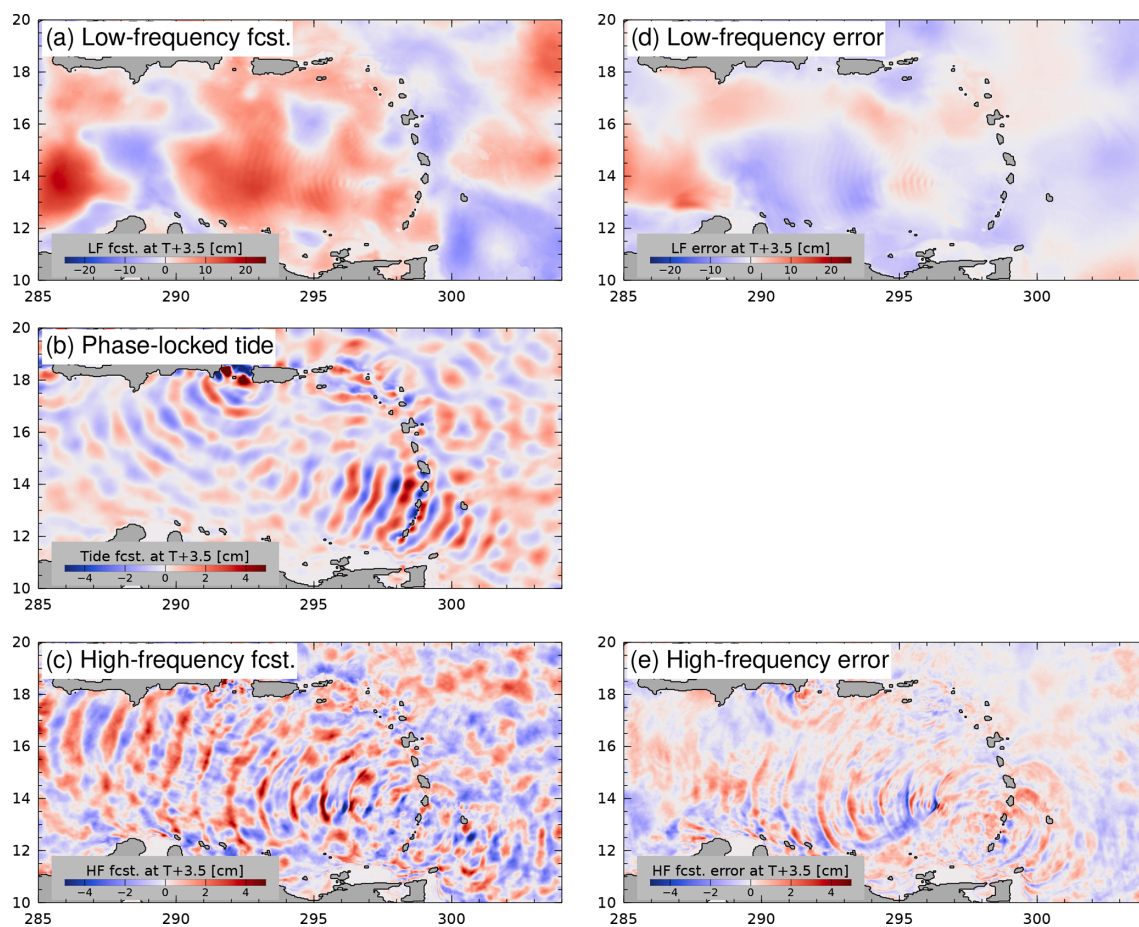 (a) Low-frequency fcst.
20
18
16
14
12
10
LF fcst. at T+3.5 [cm]
−20 −10 0 10 20
285 290 295 300
(d) Low-frequency error
20
18
16
14
12
10
LF error at T+3.5 [cm]
−20 −10 0 10 20
285 290 295 300
(b) Phase-locked tide
20
18
16
14
12
10
Tide fcst. at T+3.5 [cm]
−4 −2 0 2 4
285 290 295 300
(c) High-frequency fcst.
20
18
16
14
12
10
HF fcst. at T+3.5 [cm]
−4 −2 0 2 4
285 290 295 300
(e) High-frequency error
20
18
16
14
12
10
HF fcst. error at T+3.5 [cm]
−4 −2 0 2 4
285 290 295 300